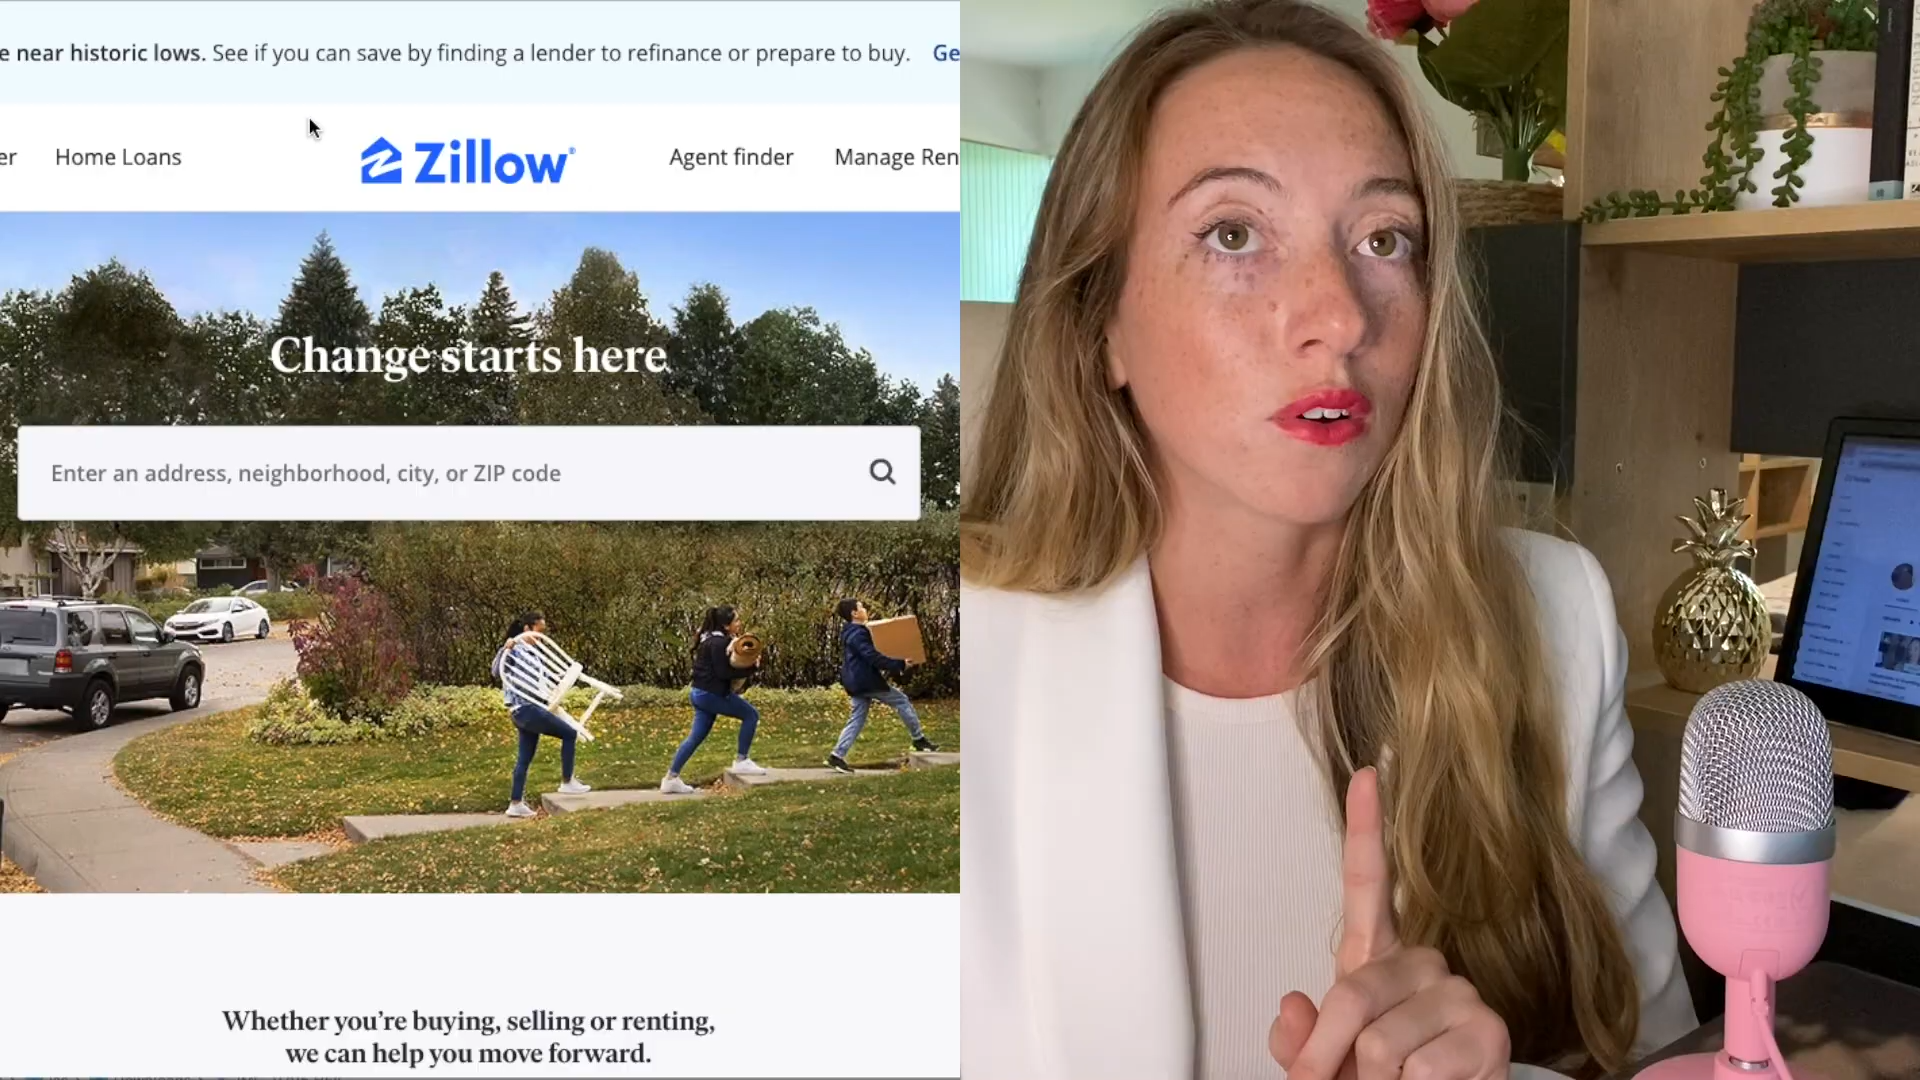 e near historic lows. See if you can save by finding a lender to refinance or prepare to buy. Ge
er Home Loans Zillow® Agent finder Manage Ren
Change starts here
Enter an address, neighborhood, city, or ZIP code
Whether you’re buying, selling or renting,
we can help you move forward.